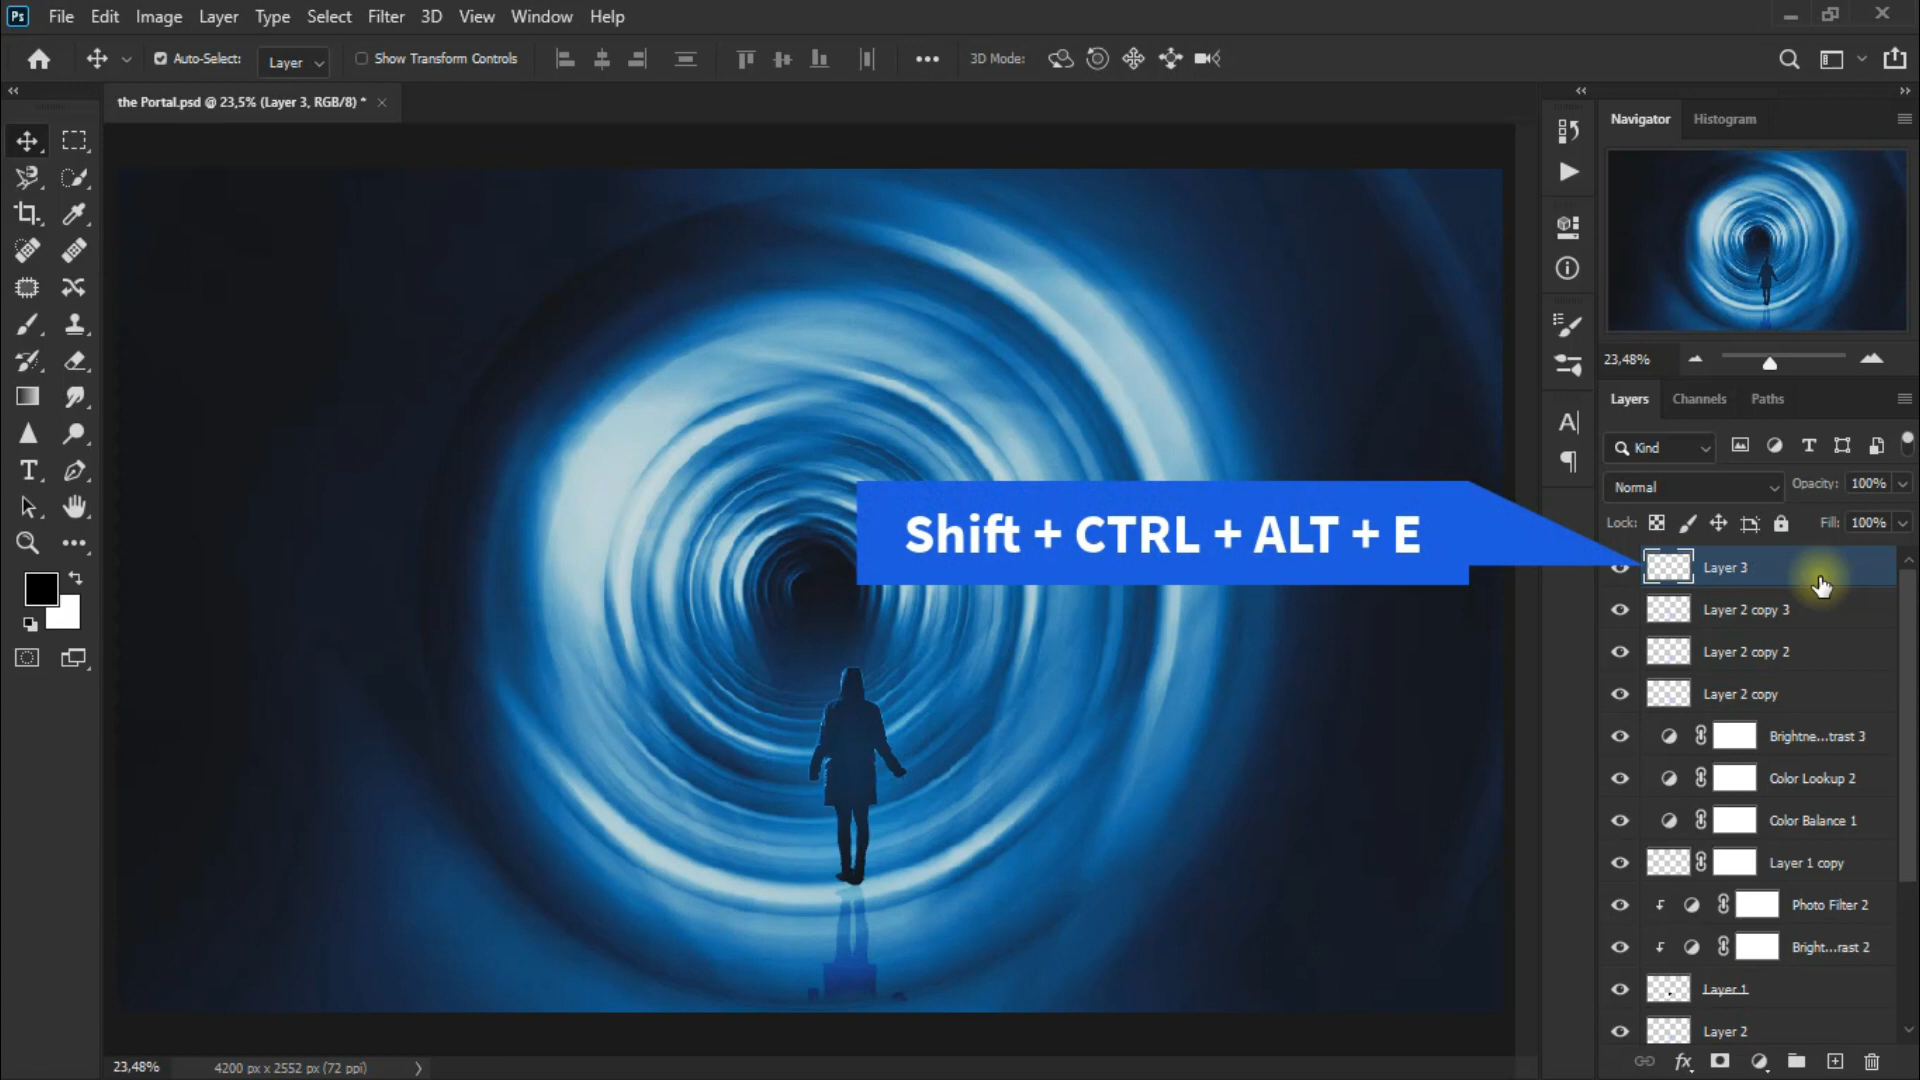 Ps File Edit Image Layer Type Select Filter 3D View Window Help
Auto-Select: Layer Show Transform Controls 3D Mode:
the Portal.psd @ 23,5% (Layer 3, RGB/8) *
Navigator Histogram
23,48%
Layers Channels Paths
Kind
Normal Opacity: 100%
Lock: Fill: 100%
Shift + CTRL + ALT + E
Layer 3
Layer 2 copy 3
Layer 2 copy 2
Layer 2 copy
Brightne...trast 3
Color Lookup 2
Color Balance 1
Layer 1 copy
Photo Filter 2
Bright...rast 2
Layer 1
Layer 2
23,48% 4200 px x 2552 px (72 ppi)
fx